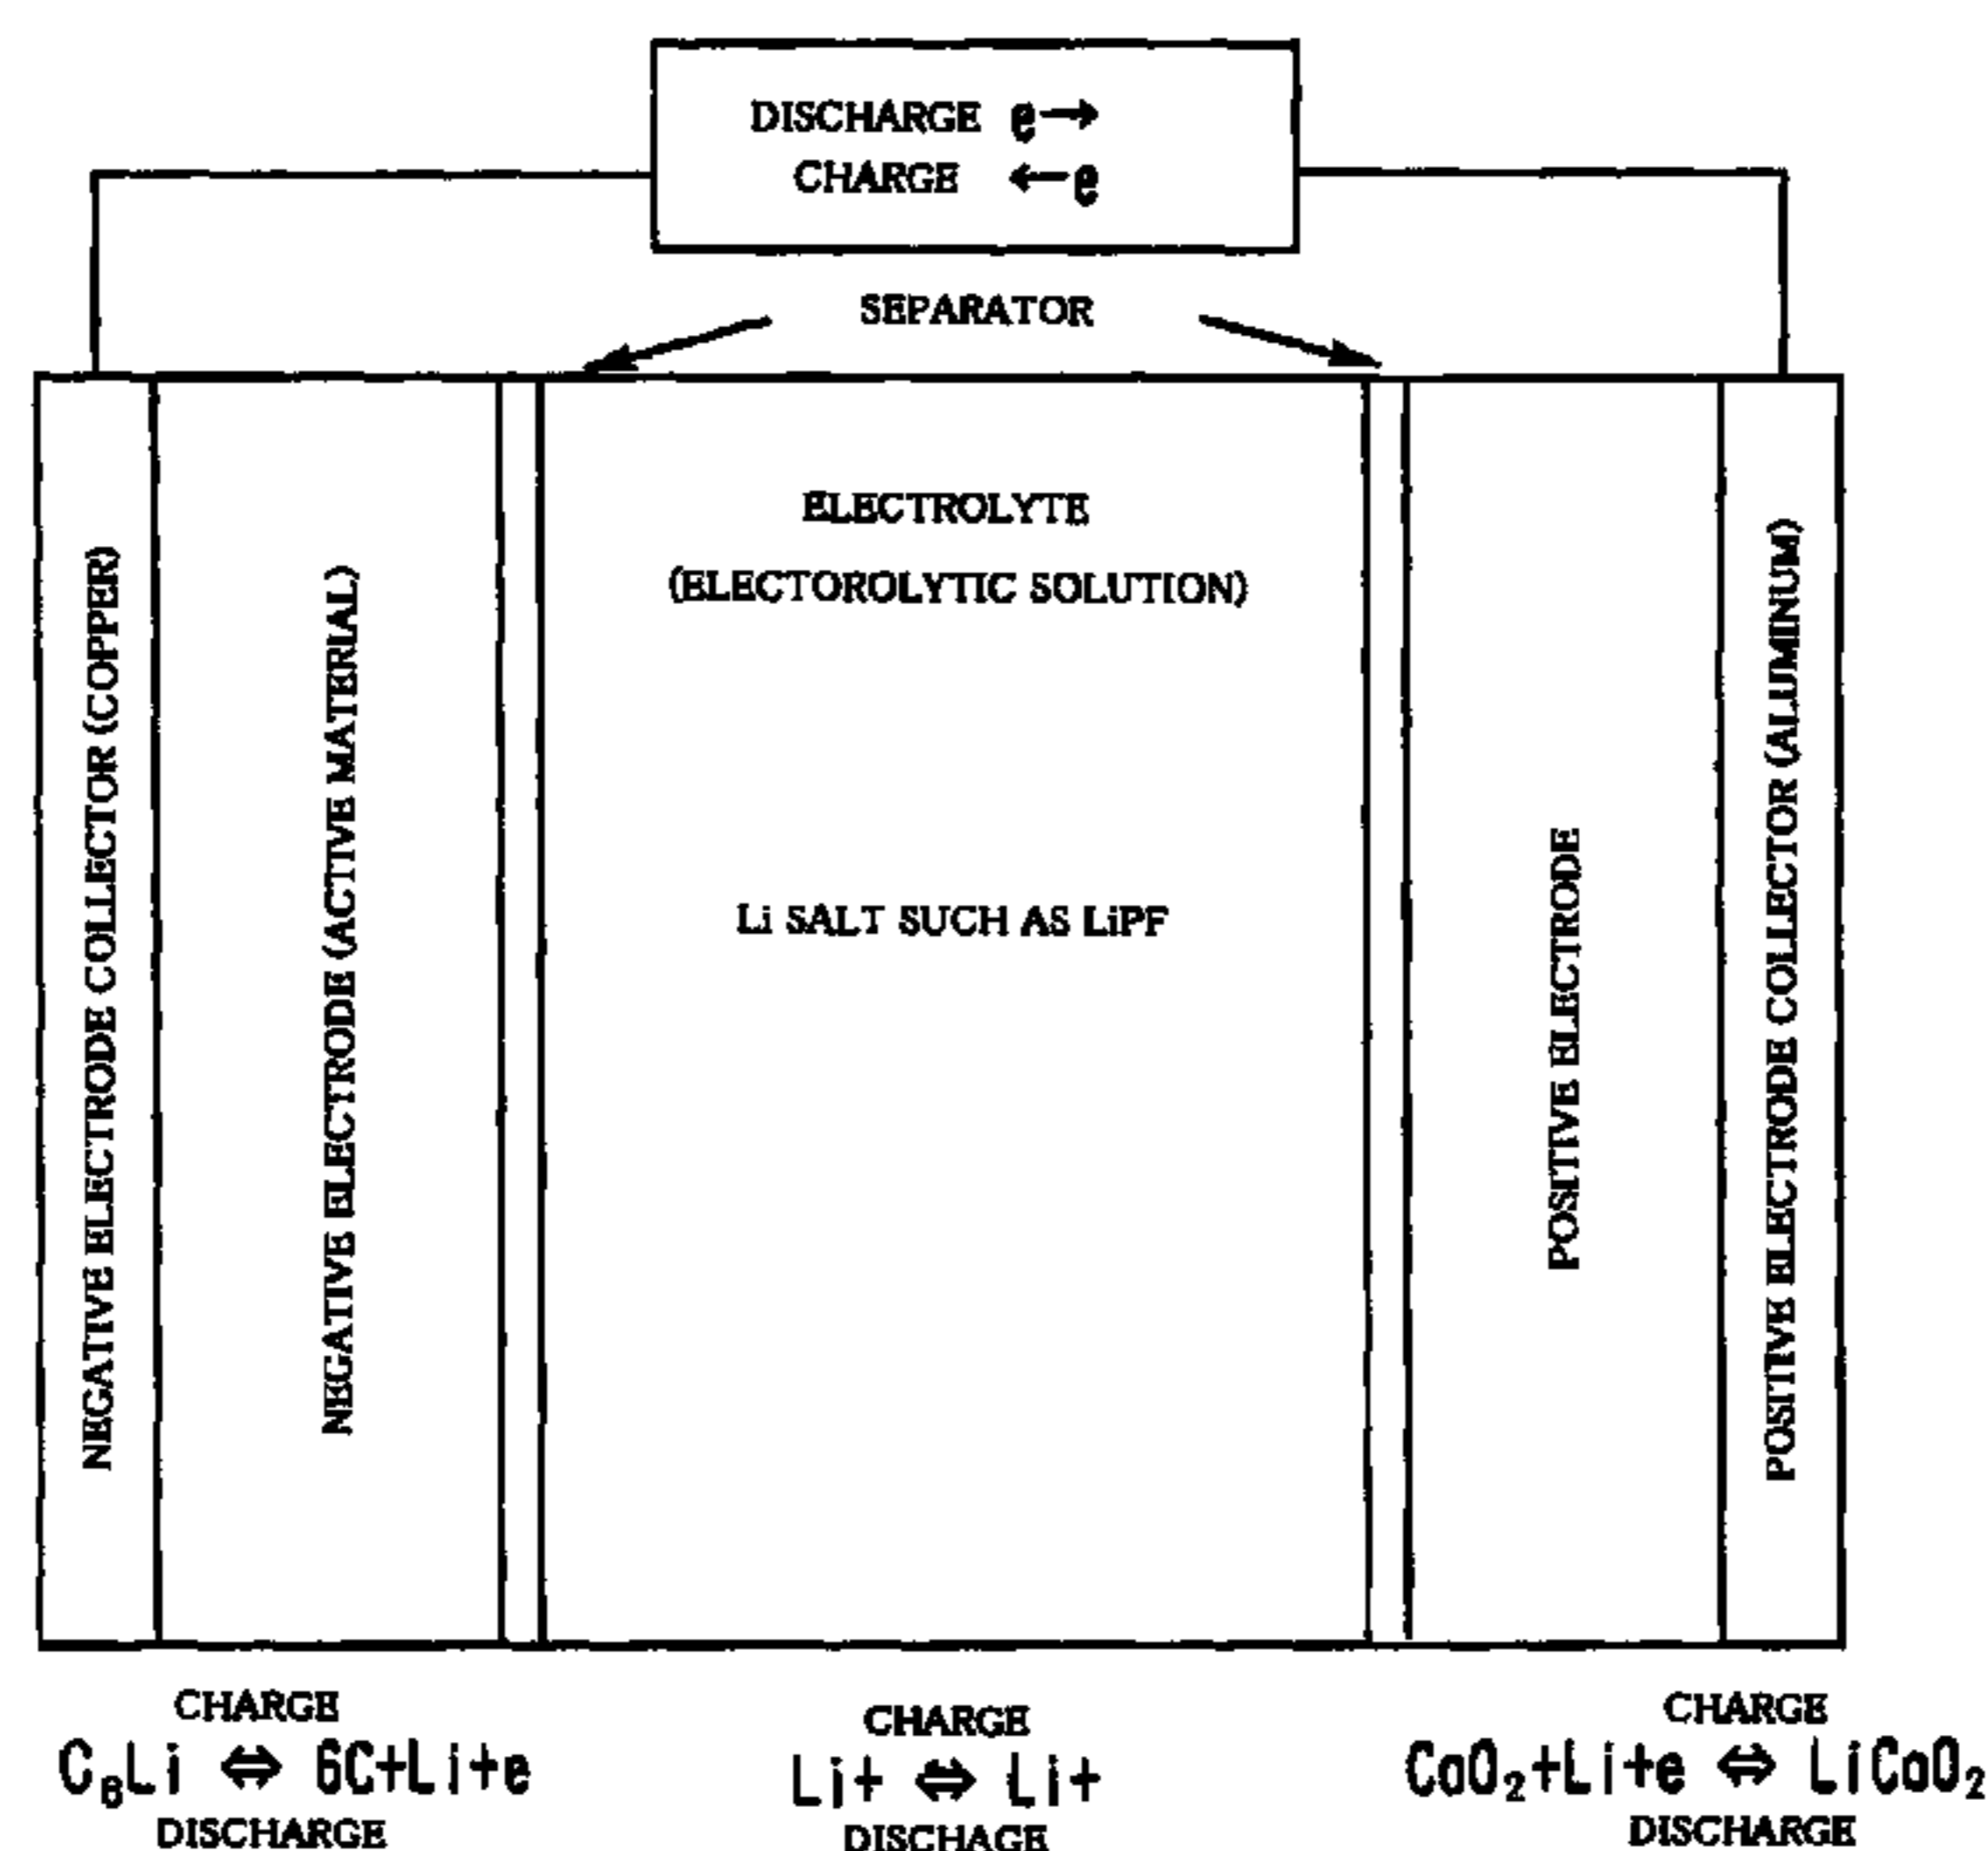 DISCHARGE e→
CHARGE ←e
SEPARATOR
NEGATIVE ELECTRODE COLLECTOR (COPPER)
NEGATIVE ELECTRODE (ACTIVE MATERIAL)
ELECTROLYTE
(ELECTOROLYTIC SOLUTION)
Li SALT SUCH AS LiPF
POSITIVE ELECTRODE
POSITIVE ELECTRODE COLLECTOR (ALUMINUM)
CHARGE
C₆Li ⇔ 6C+Li+e
DISCHARGE
CHARGE
Li+ ⇔ Li+
DISCHAGE
CHARGE
CoO₂+Li+e ⇔ LiCoO₂
DISCHARGE